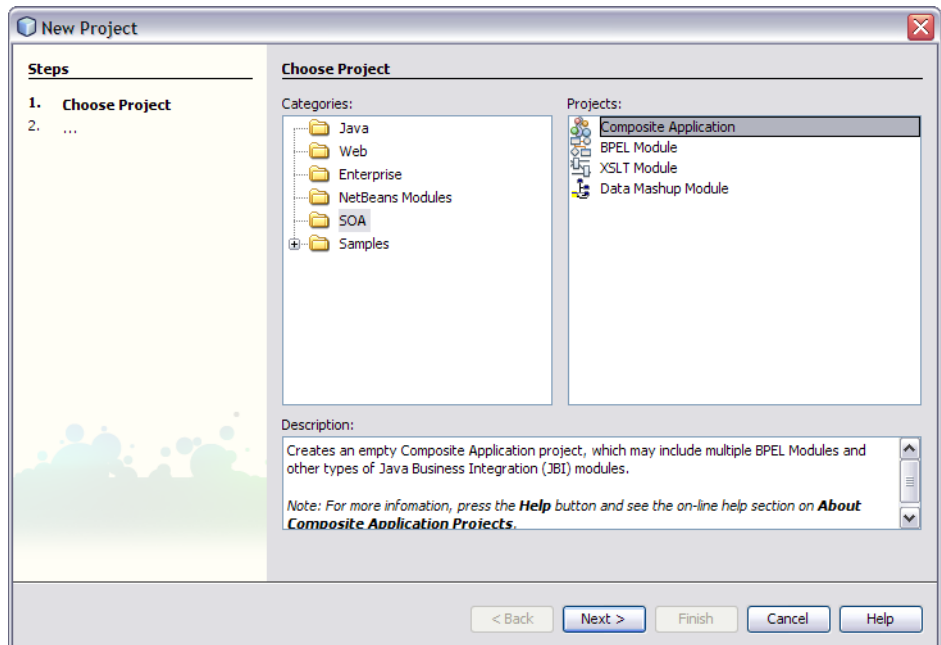 New Project
Steps
1. Choose Project
2. ...
Choose Project
Categories:
Java
Web
Enterprise
NetBeans Modules
SOA
Samples
Projects:
Composite Application
BPEL Module
XSLT Module
Data Mashup Module
Description:
Creates an empty Composite Application project, which may include multiple BPEL Modules and
other types of Java Business Integration (JBI) modules.
Note: For more infomation, press the Help button and see the on-line help section on About
Composite Application Projects.
< Back
Next >
Finish
Cancel
Help